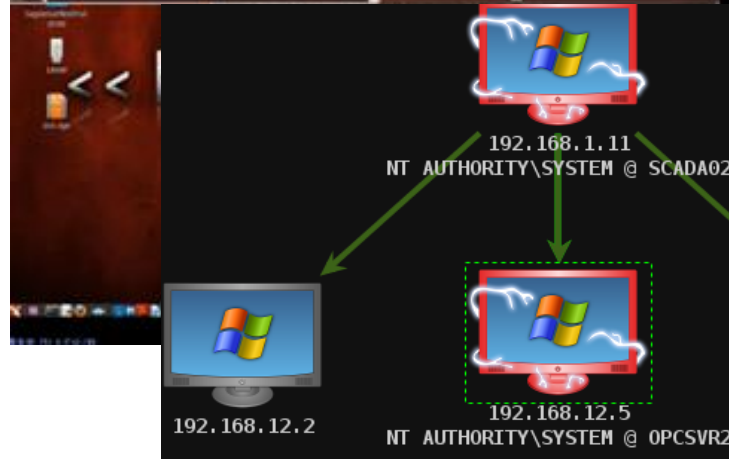 <<
192.168.1.11
NT AUTHORITY\SYSTEM @ SCADA02
192.168.12.2
192.168.12.5
NT AUTHORITY\SYSTEM @ OPCSVR2